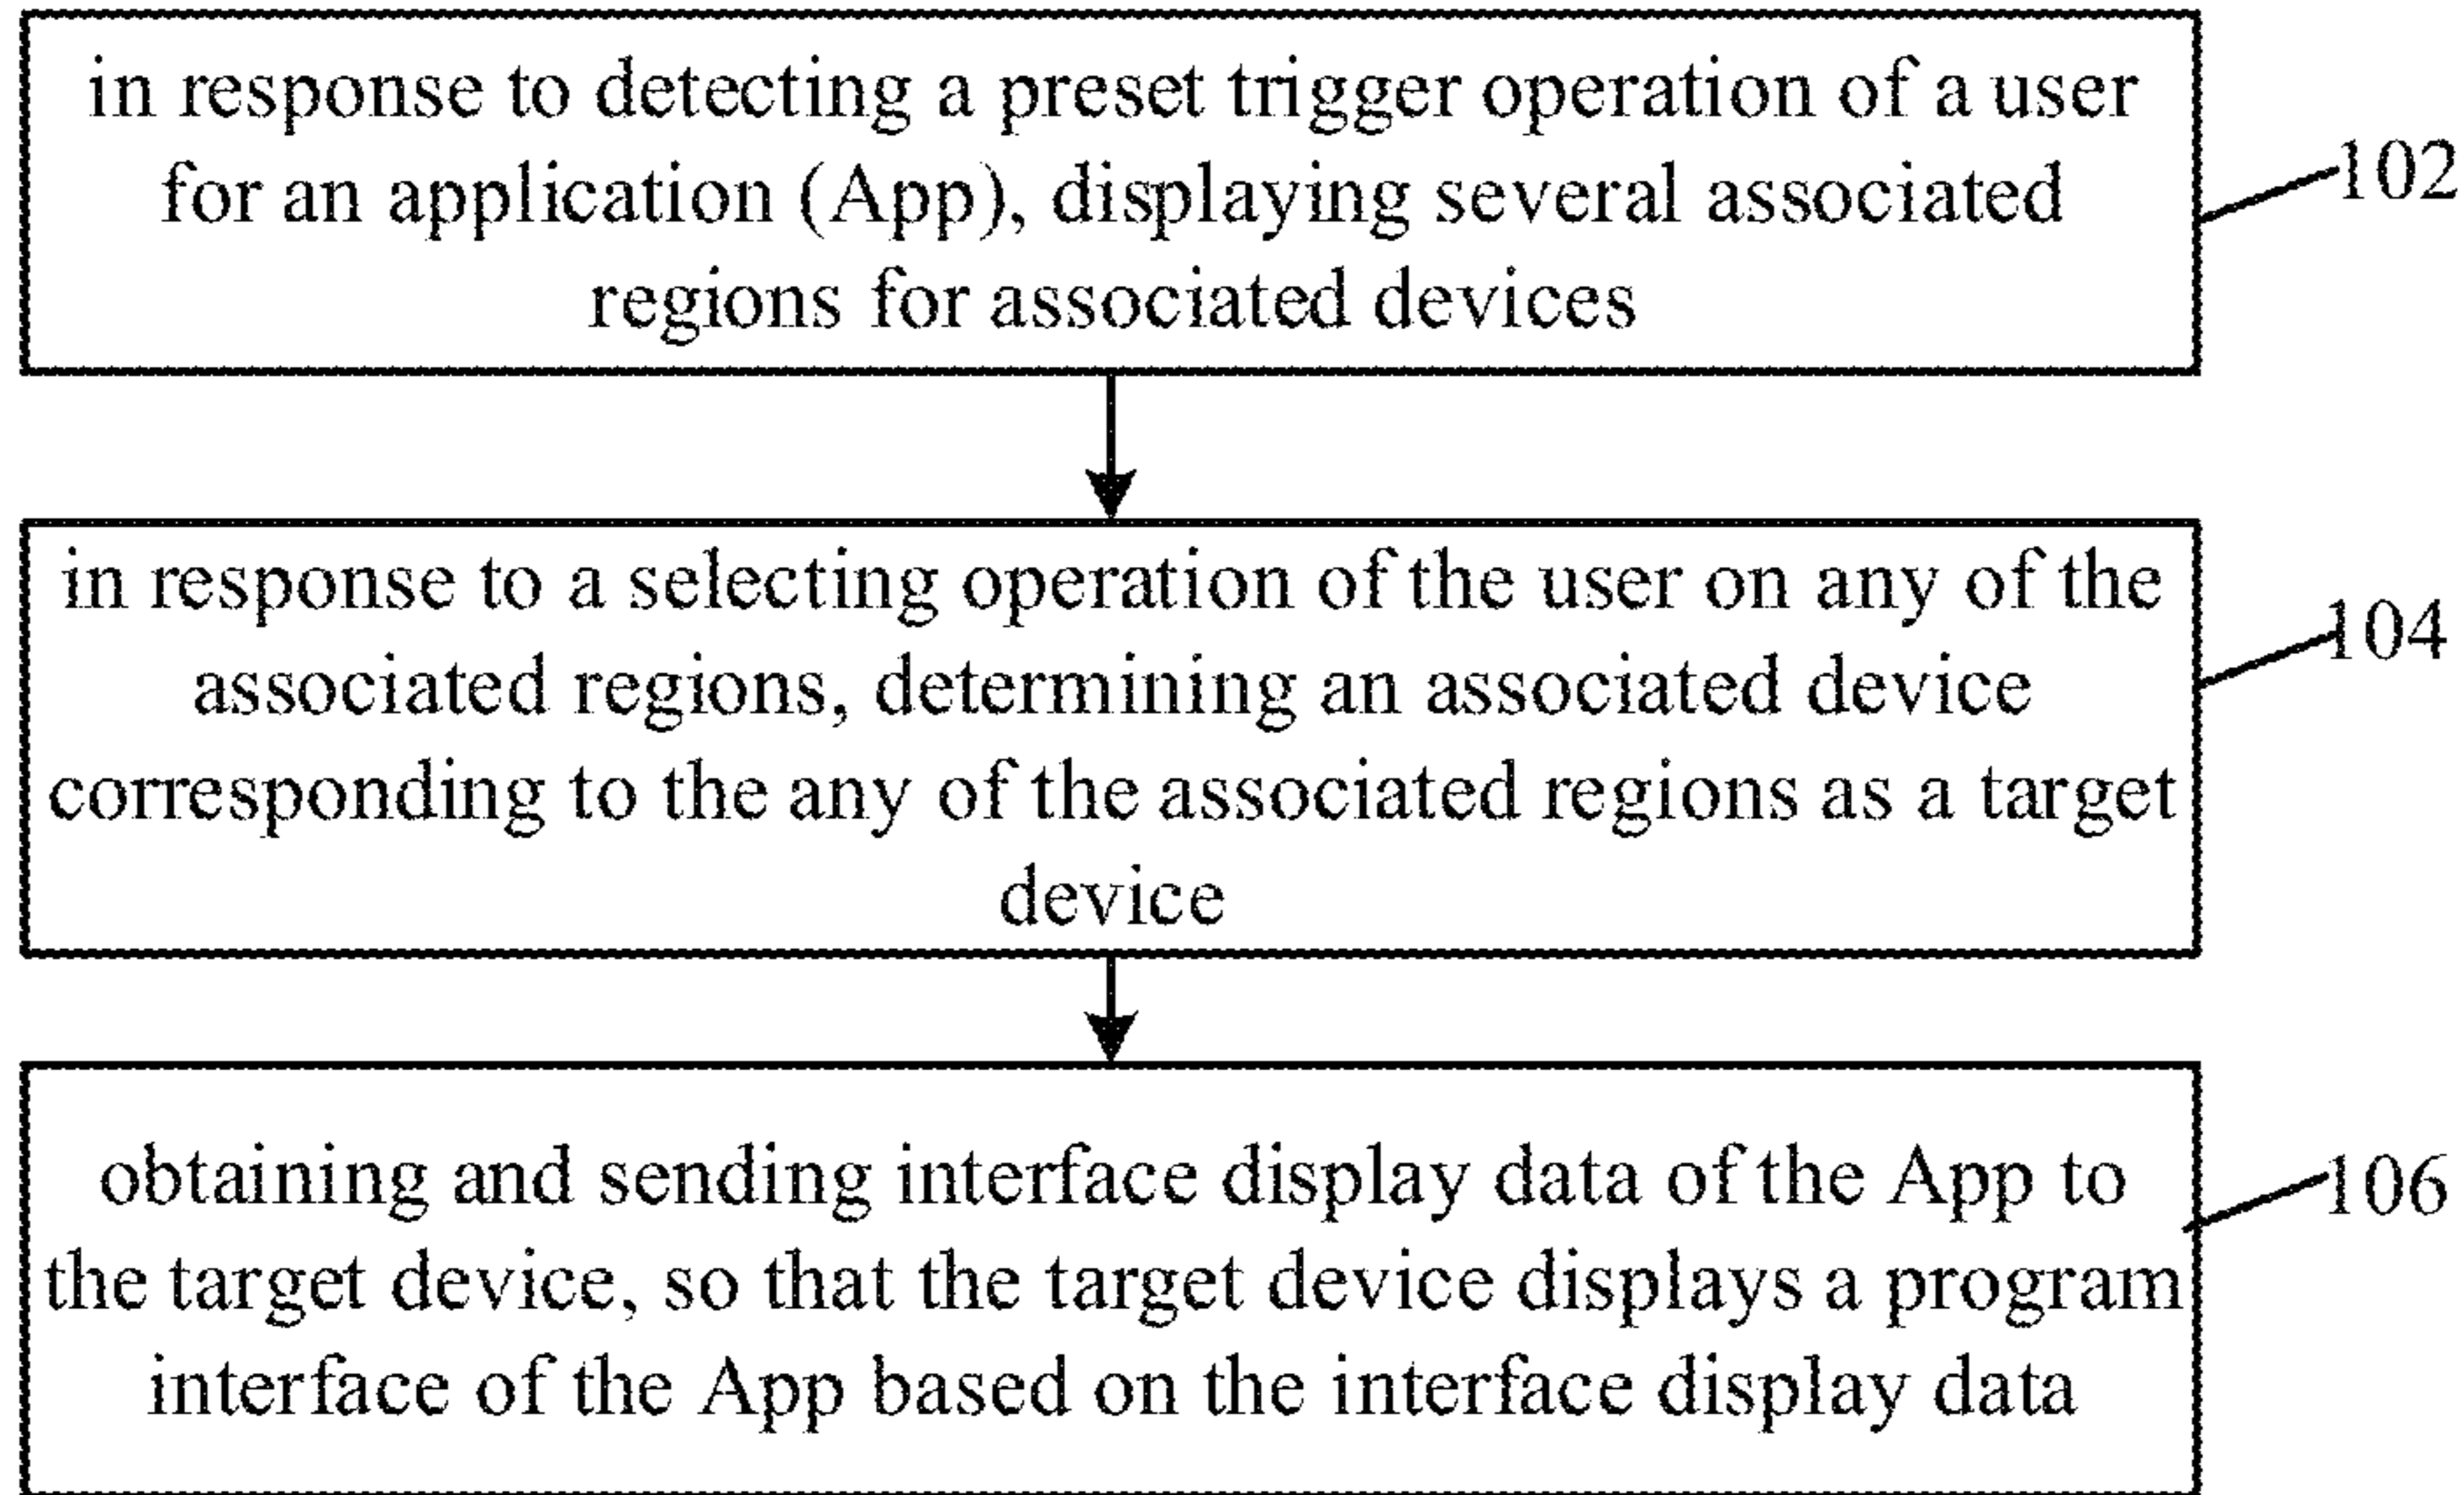 in response to detecting a preset trigger operation of a user
for an application (App), displaying several associated
regions for associated devices
102
in response to a selecting operation of the user on any of the
associated regions, determining an associated device
corresponding to the any of the associated regions as a target
device
104
obtaining and sending interface display data of the App to
the target device, so that the target device displays a program
interface of the App based on the interface display data
106